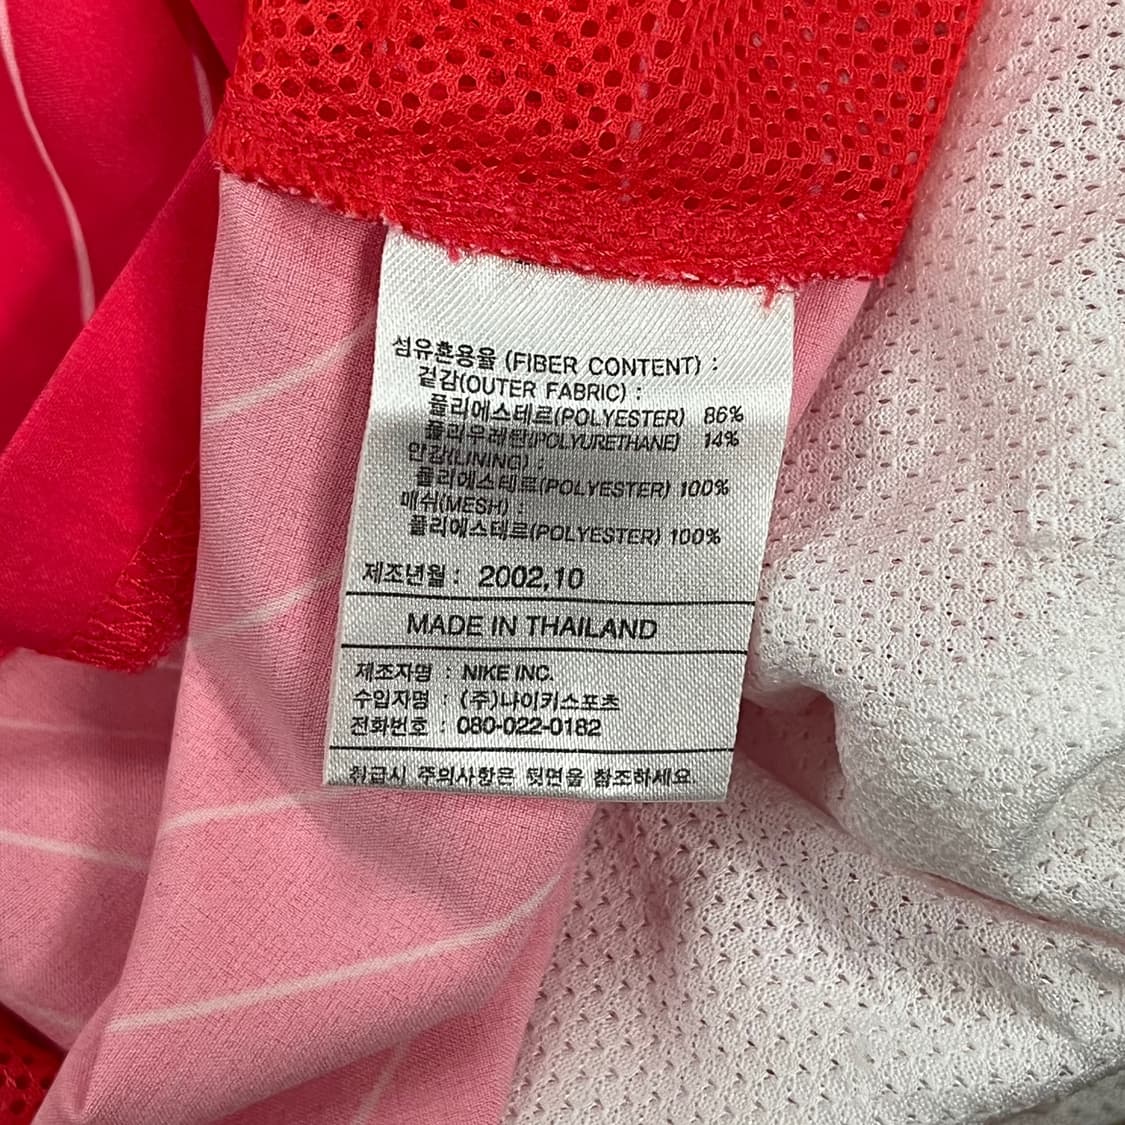 섬유혼용율 (FIBER CONTENT) :
겉감(OUTER FABRIC) :
폴리에스테르(POLYESTER) 86%
폴리우레탄(POLYURETHANE) 14%
안감(LINING) :
폴리에스테르(POLYESTER) 100%
매쉬(MESH) :
폴리에스테르(POLYESTER) 100%
제조년월 : 2002.10
MADE IN THAILAND
제조자명 : NIKE INC.
수입자명 : (주)나이키스포츠
전화번호 : 080-022-0182
취급시 주의사항은 뒷면을 참조하세요.